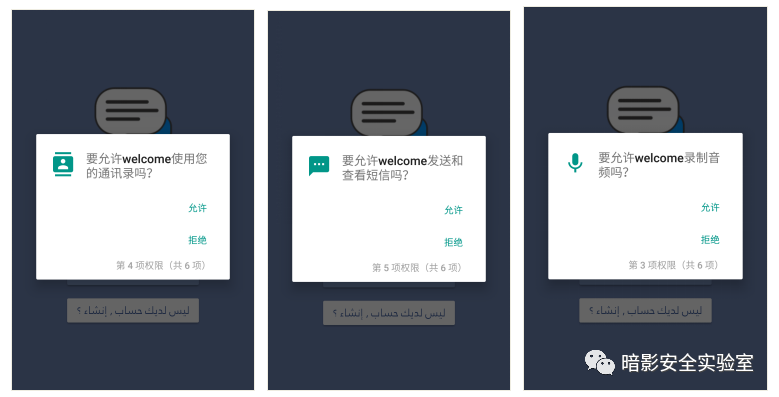 要允许welcome使用您
的通讯录吗?
允许
拒绝
第 4 项权限（共 6 项）
ليس لديك حساب , إنشاء ؟
要允许welcome发送和
查看短信吗?
允许
拒绝
第 5 项权限（共 6 项）
ليس لديك حساب , إنشاء ؟
要允许welcome录制音
频吗?
允许
拒绝
第 3 项权限（共 6 项）
ليس لديك حساب , إنشاء ؟
暗影安全实验室